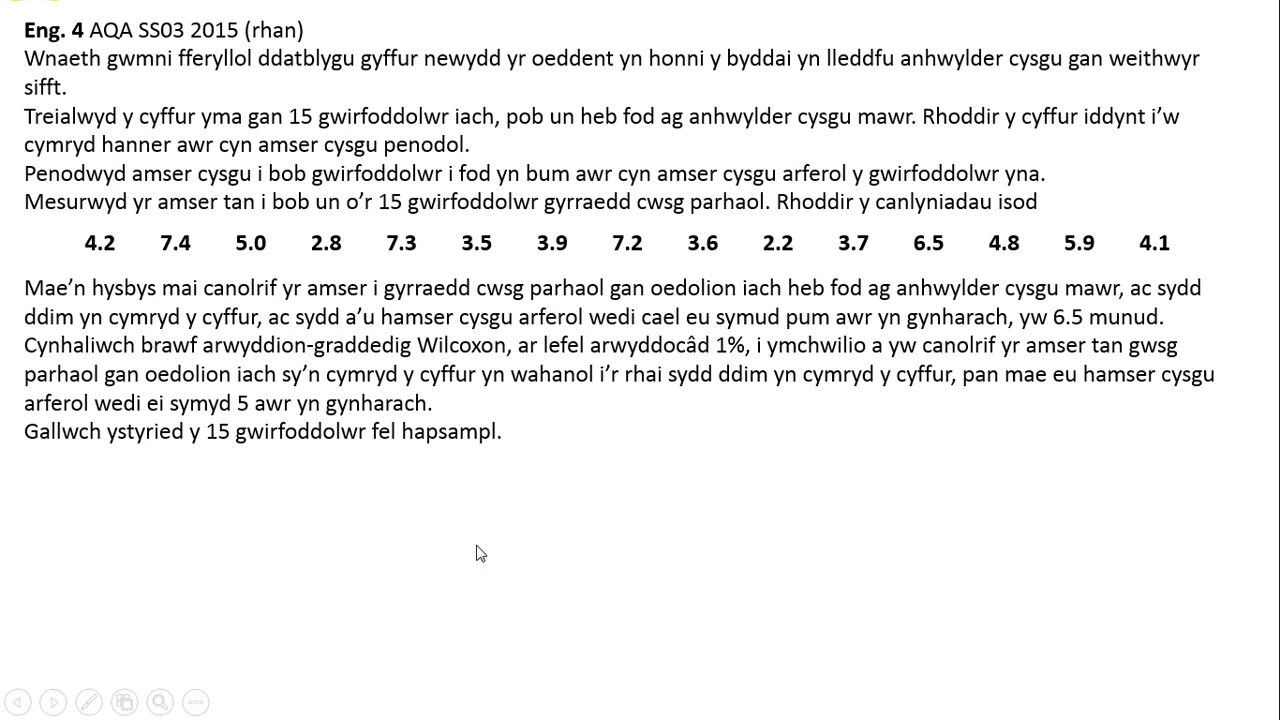 Eng. 4 AQA SS03 2015 (rhan)
Wnaeth gwmni fferyllol ddatblygu gyffur newydd yr oeddent yn honni y byddai yn lleddfu anhwylder cysgu gan weithwyr
sifft.
Treialwyd y cyffur yma gan 15 gwirfoddolwr iach, pob un heb fod ag anhwylder cysgu mawr. Rhoddir y cyffur iddynt i’w
cymryd hanner awr cyn amser cysgu penodol.
Penodwyd amser cysgu i bob gwirfoddolwr i fod yn bum awr cyn amser cysgu arferol y gwirfoddolwr yna.
Mesurwyd yr amser tan i bob un o’r 15 gwirfoddolwr gyrraedd cwsg parhaol. Rhoddir y canlyniadau isod
4.2 7.4 5.0 2.8 7.3 3.5 3.9 7.2 3.6 2.2 3.7 6.5 4.8 5.9 4.1
Mae’n hysbys mai canolrif yr amser i gyrraedd cwsg parhaol gan oedolion iach heb fod ag anhwylder cysgu mawr, ac sydd
ddim yn cymryd y cyffur, ac sydd a’u hamser cysgu arferol wedi cael eu symud pum awr yn gynharach, yw 6.5 munud.
Cynhaliwch brawf arwyddion-graddedig Wilcoxon, ar lefel arwyddocâd 1%, i ymchwilio a yw canolrif yr amser tan gwsg
parhaol gan oedolion iach sy’n cymryd y cyffur yn wahanol i’r rhai sydd ddim yn cymryd y cyffur, pan mae eu hamser cysgu
arferol wedi ei symyd 5 awr yn gynharach.
Gallwch ystyried y 15 gwirfoddolwr fel hapsampl.